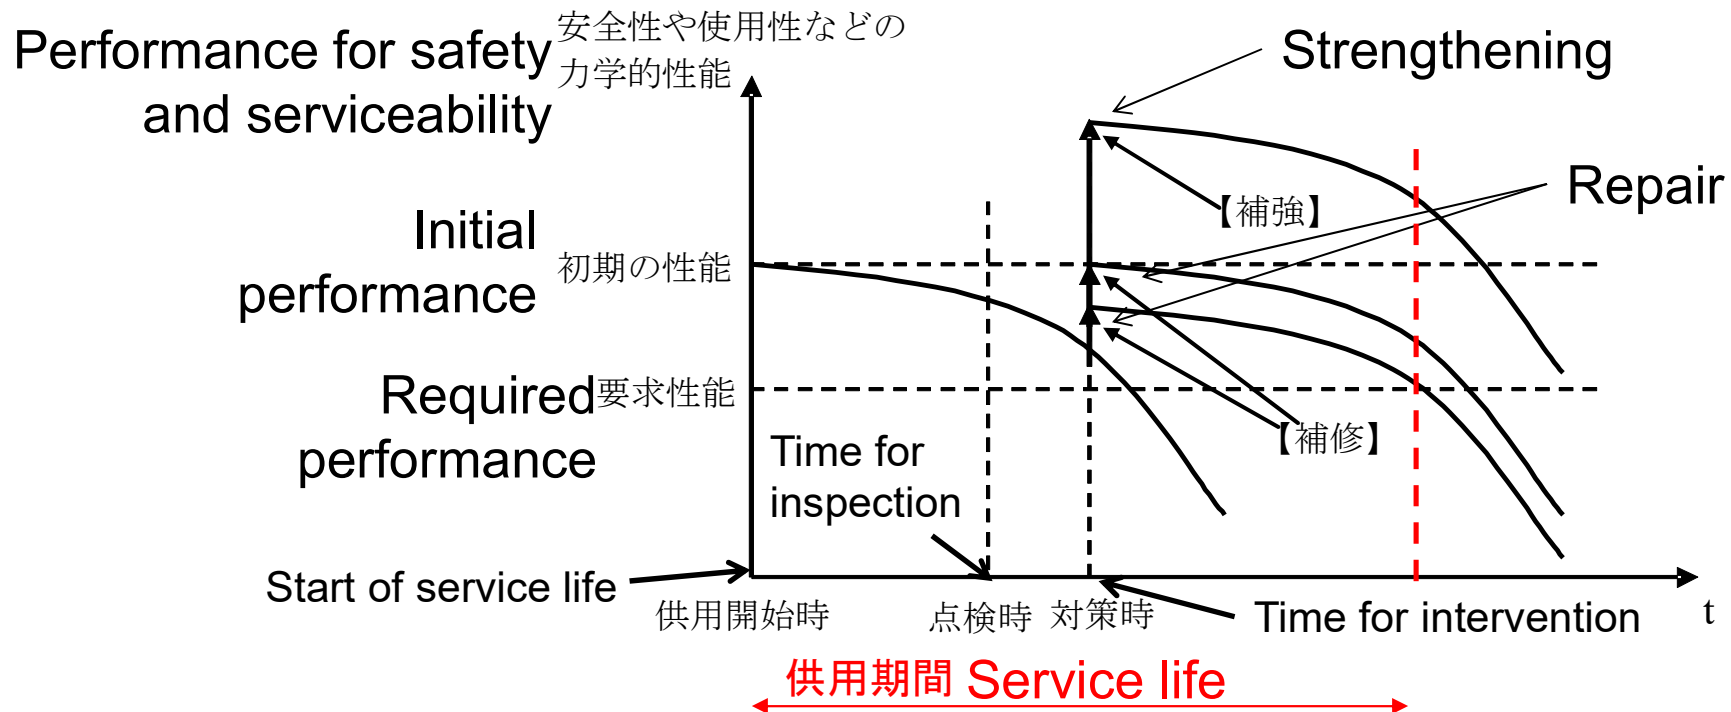 Performance for safety
and serviceability
安全性や使用性などの
力学的性能
Strengthening
Repair
【補強】
Initial
performance
初期の性能
Required
performance
要求性能
【補修】
Time for
inspection
Start of service life
供用開始時
点検時
対策時
Time for intervention
t
供用期間 Service life